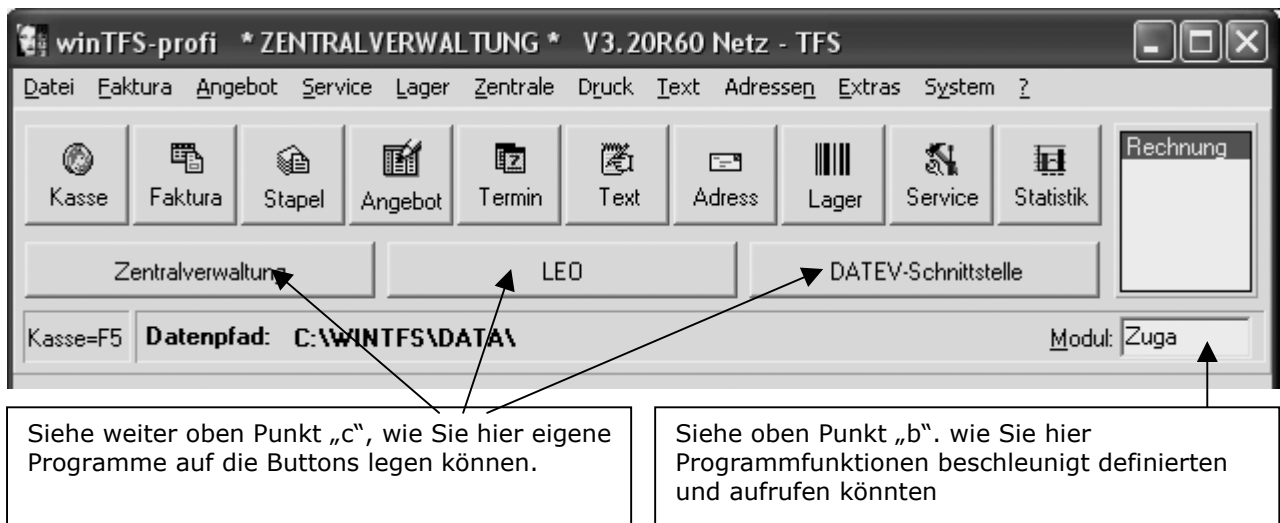 winTFS-profi * ZENTRALVERWALTUNG * V3.20R60 Netz - TFS
Datei Faktura Angebot Service Lager Zentrale Druck Text Adressen Extras System ?
Kasse Faktura Stapel Angebot Termin Text Adress Lager Service Statistik
Rechnung
Zentralverwaltung LEO DATEV-Schnittstelle
Kasse=F5 Datenpfad: C:\WINTFS\DATA\ Modul: Zuga
Siehe weiter oben Punkt „c“, wie Sie hier eigene
Programme auf die Buttons legen können.
Siehe oben Punkt „b“. wie Sie hier
Programmfunktionen beschleunigt definierten
und aufrufen könnten